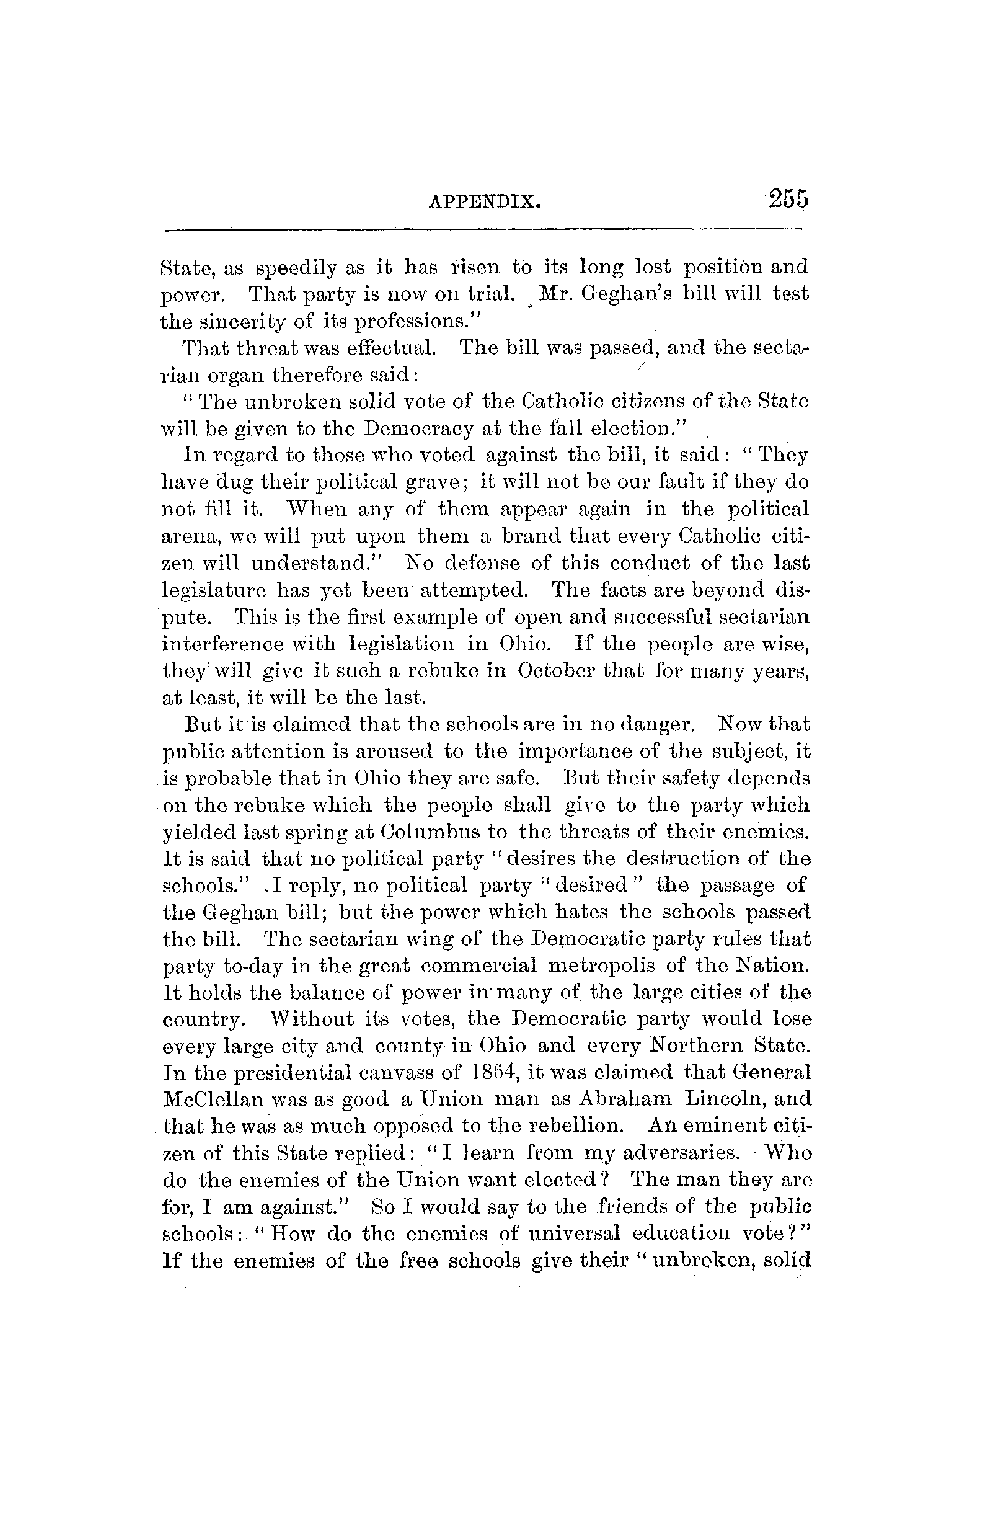 APPENDIX. 255
State, as speedily as it has risen to its long lost position and
power. That party is now on trial. Mr. Geghan's bill will test
the sincerity of its professions."
That threat was effectual. The bill was passed, and the secta-
rian organ therefore said:
"The unbroken solid vote of the Catholic citizens of the State
will be given to the Democracy at the fall election."
In regard to those who voted against the bill, it said: "They
have dug their political grave; it will not be our fault if they do
not fill it. When any of them appear again in the political
arena, we will put upon them a brand that every Catholic citi-
zen will understand." No defense of this conduct of the last
legislature has yet been attempted. The facts are beyond dis-
pute. This is the first example of open and successful sectarian
interference with legislation in Ohio. If the people are wise,
they will give it such a rebuke in October that for many years,
at least, it will be the last.
But it is claimed that the schools are in no danger. Now that
public attention is aroused to the importance of the subject, it
is probable that in Ohio they are safe. But their safety depends
on the rebuke which the people shall give to the party which
yielded last spring at Columbus to the threats of their enemies.
It is said that no political party "desires the destruction of the
schools." I reply, no political party "desired" the passage of
the Geghan bill; but the power which hates the schools passed
the bill. The sectarian wing of the Democratic party rules that
party to-day in the great commercial metropolis of the Nation.
It holds the balance of power in many of the large cities of the
country. Without its votes, the Democratic party would lose
every large city and county in Ohio and every Northern State.
In the presidential canvass of 1864, it was claimed that General
McClellan was as good a Union man as Abraham Lincoln, and
that he was as much opposed to the rebellion. An eminent citi-
zen of this State replied: "I learn from my adversaries. Who
do the enemies of the Union want elected? The man they are
for, I am against." So I would say to the friends of the public
schools: "How do the enemies of universal education vote?"
If the enemies of the free schools give their "unbroken, solid